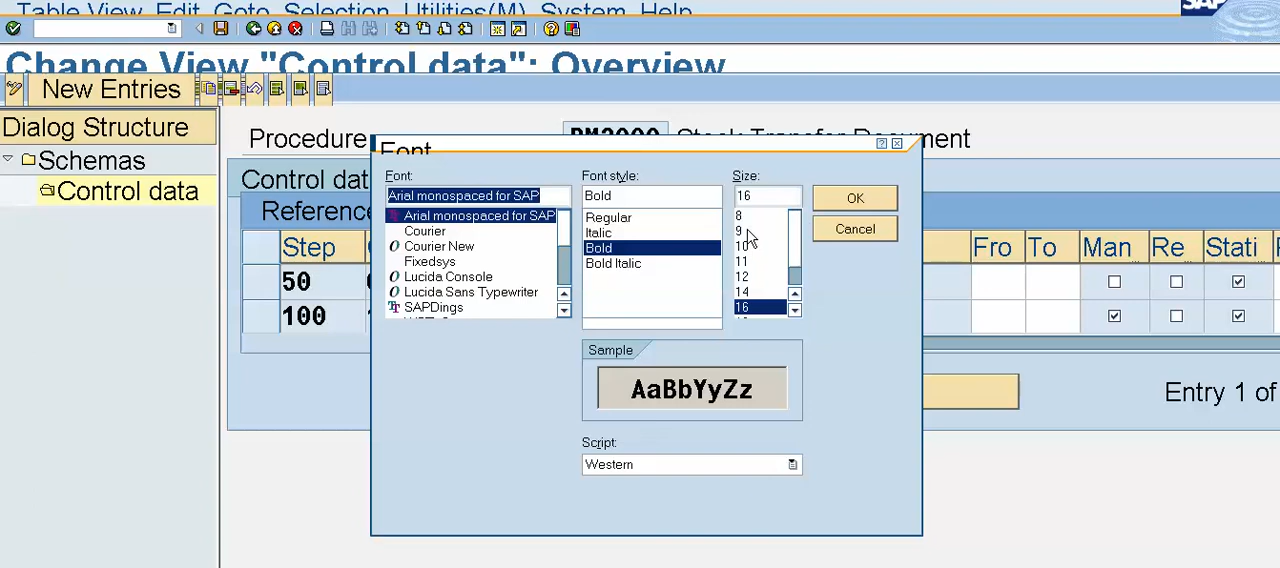 Table View Edit Goto Selection Utilities(M) System Help
SAP
Change View "Control data": Overview
New Entries
Dialog Structure
Schemas
Control data
Procedure
RM2000 Stock Transfer Document
Control dat
Reference
Step
Fro To Man Re Stati
50
100
Entry 1 of
Font
Font:
Arial monospaced for SAP
Arial monospaced for SAP
Courier
Courier New
Fixedsys
Lucida Console
Lucida Sans Typewriter
SAPDings
Font style:
Bold
Regular
Italic
Bold
Bold Italic
Size:
16
8
9
10
11
12
14
16
OK
Cancel
Sample
AaBbYyZz
Script:
Western